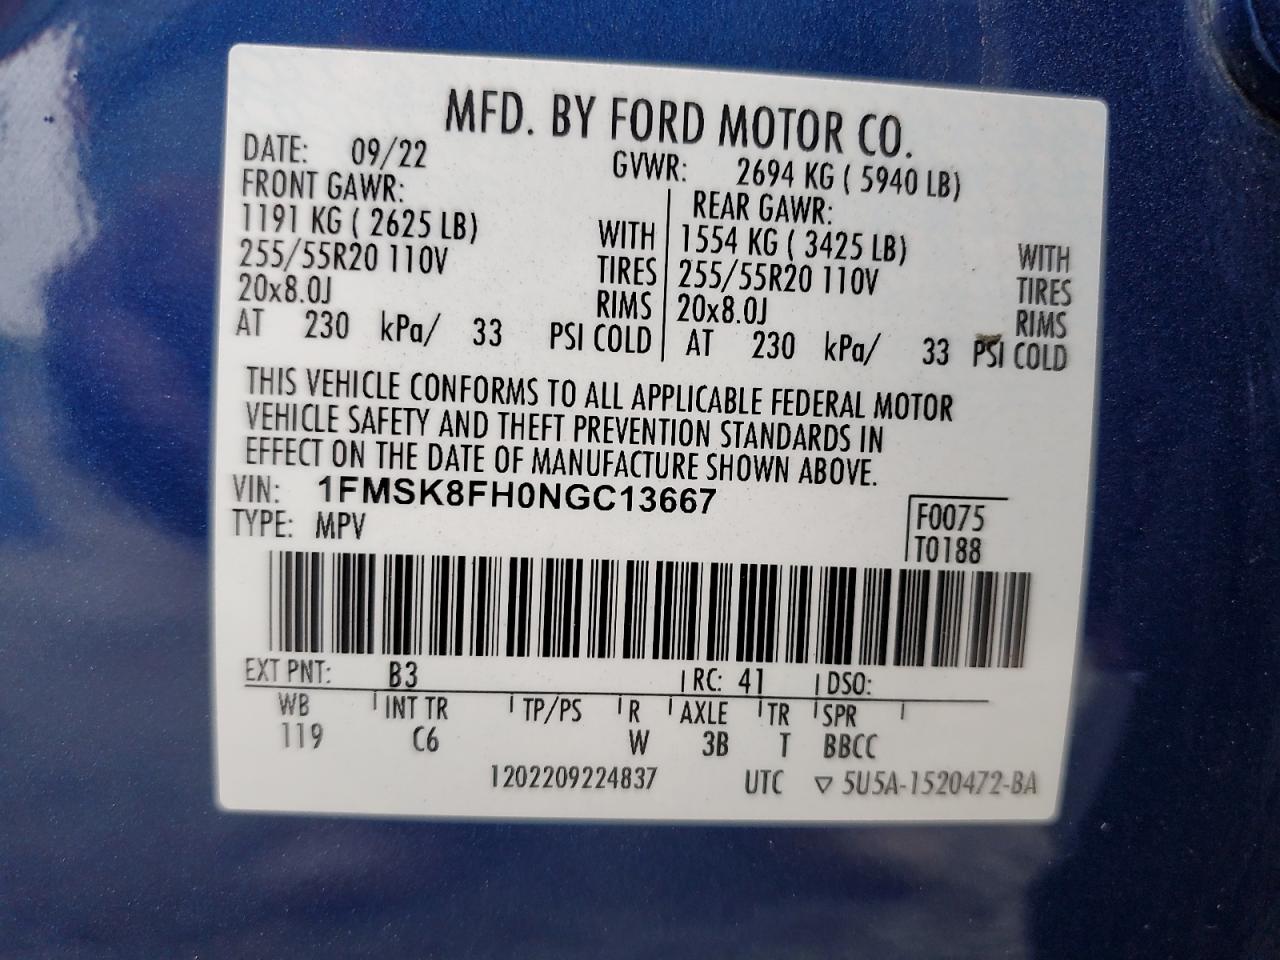 MFD. BY FORD MOTOR CO.
DATE: 09/22 GVWR: 2694 KG ( 5940 LB)
FRONT GAWR: REAR GAWR:
1191 KG ( 2625 LB) WITH 1554 KG ( 3425 LB) WITH
255/55R20 110V TIRES 255/55R20 110V TIRES
20x8.0J RIMS 20x8.0J RIMS
AT 230 kPa/ 33 PSI COLD AT 230 kPa/ 33 PSI COLD
THIS VEHICLE CONFORMS TO ALL APPLICABLE FEDERAL MOTOR
VEHICLE SAFETY AND THEFT PREVENTION STANDARDS IN
EFFECT ON THE DATE OF MANUFACTURE SHOWN ABOVE.
VIN: 1FMSK8FH0NGC13667
TYPE: MPV
F0075
T0188
EXT PNT: B3 RC: 41 DSO:
WB INT TR TP/PS R AXLE TR SPR
119 C6 W 3B T BBCC
1202209224837 UTC ▽ 5U5A-1520472-BA